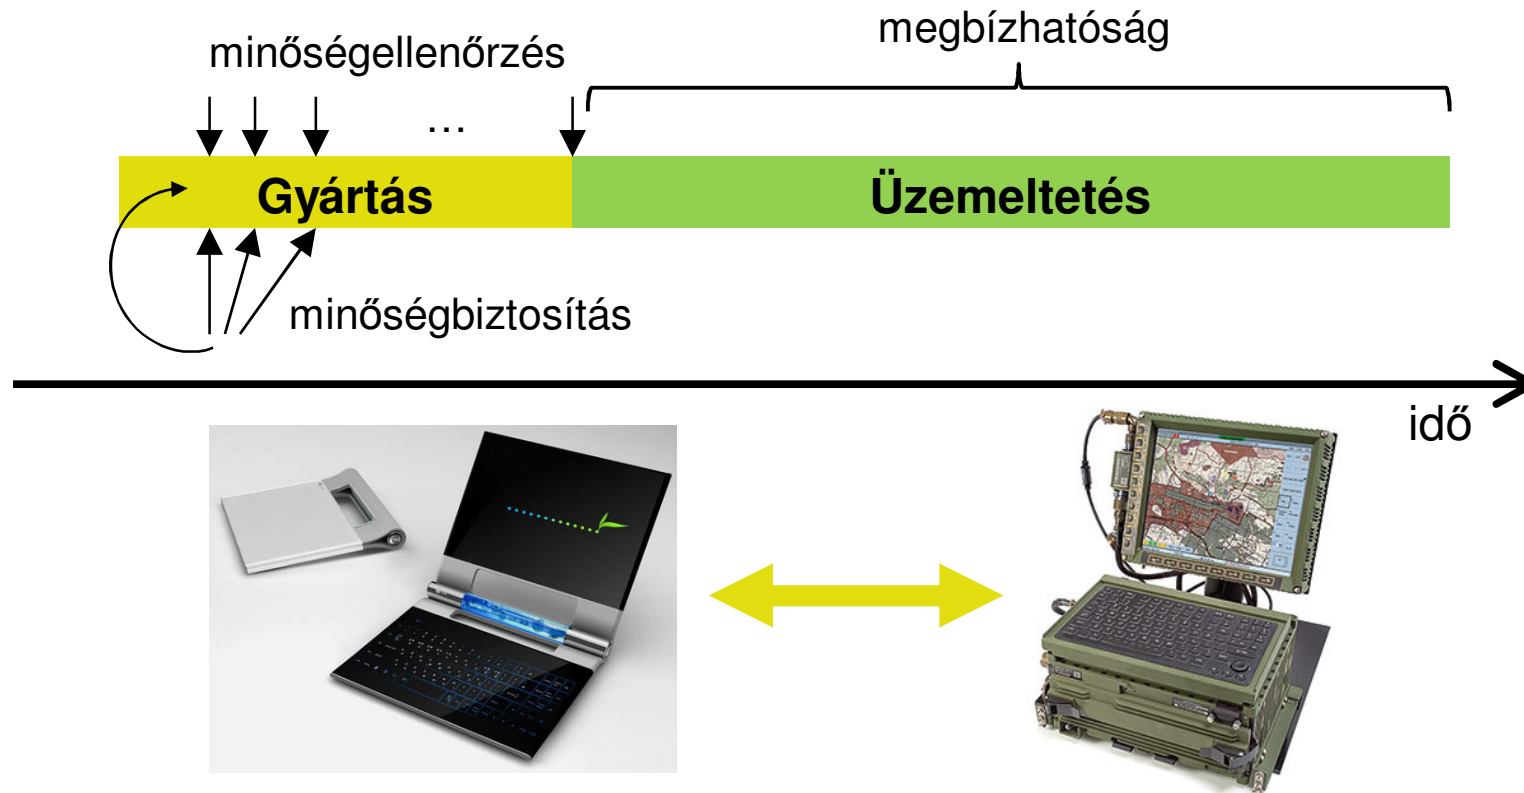 megbízhatóság
minőségellenőrzés
…
Gyártás
Üzemeltetés
minőségbiztosítás
idő